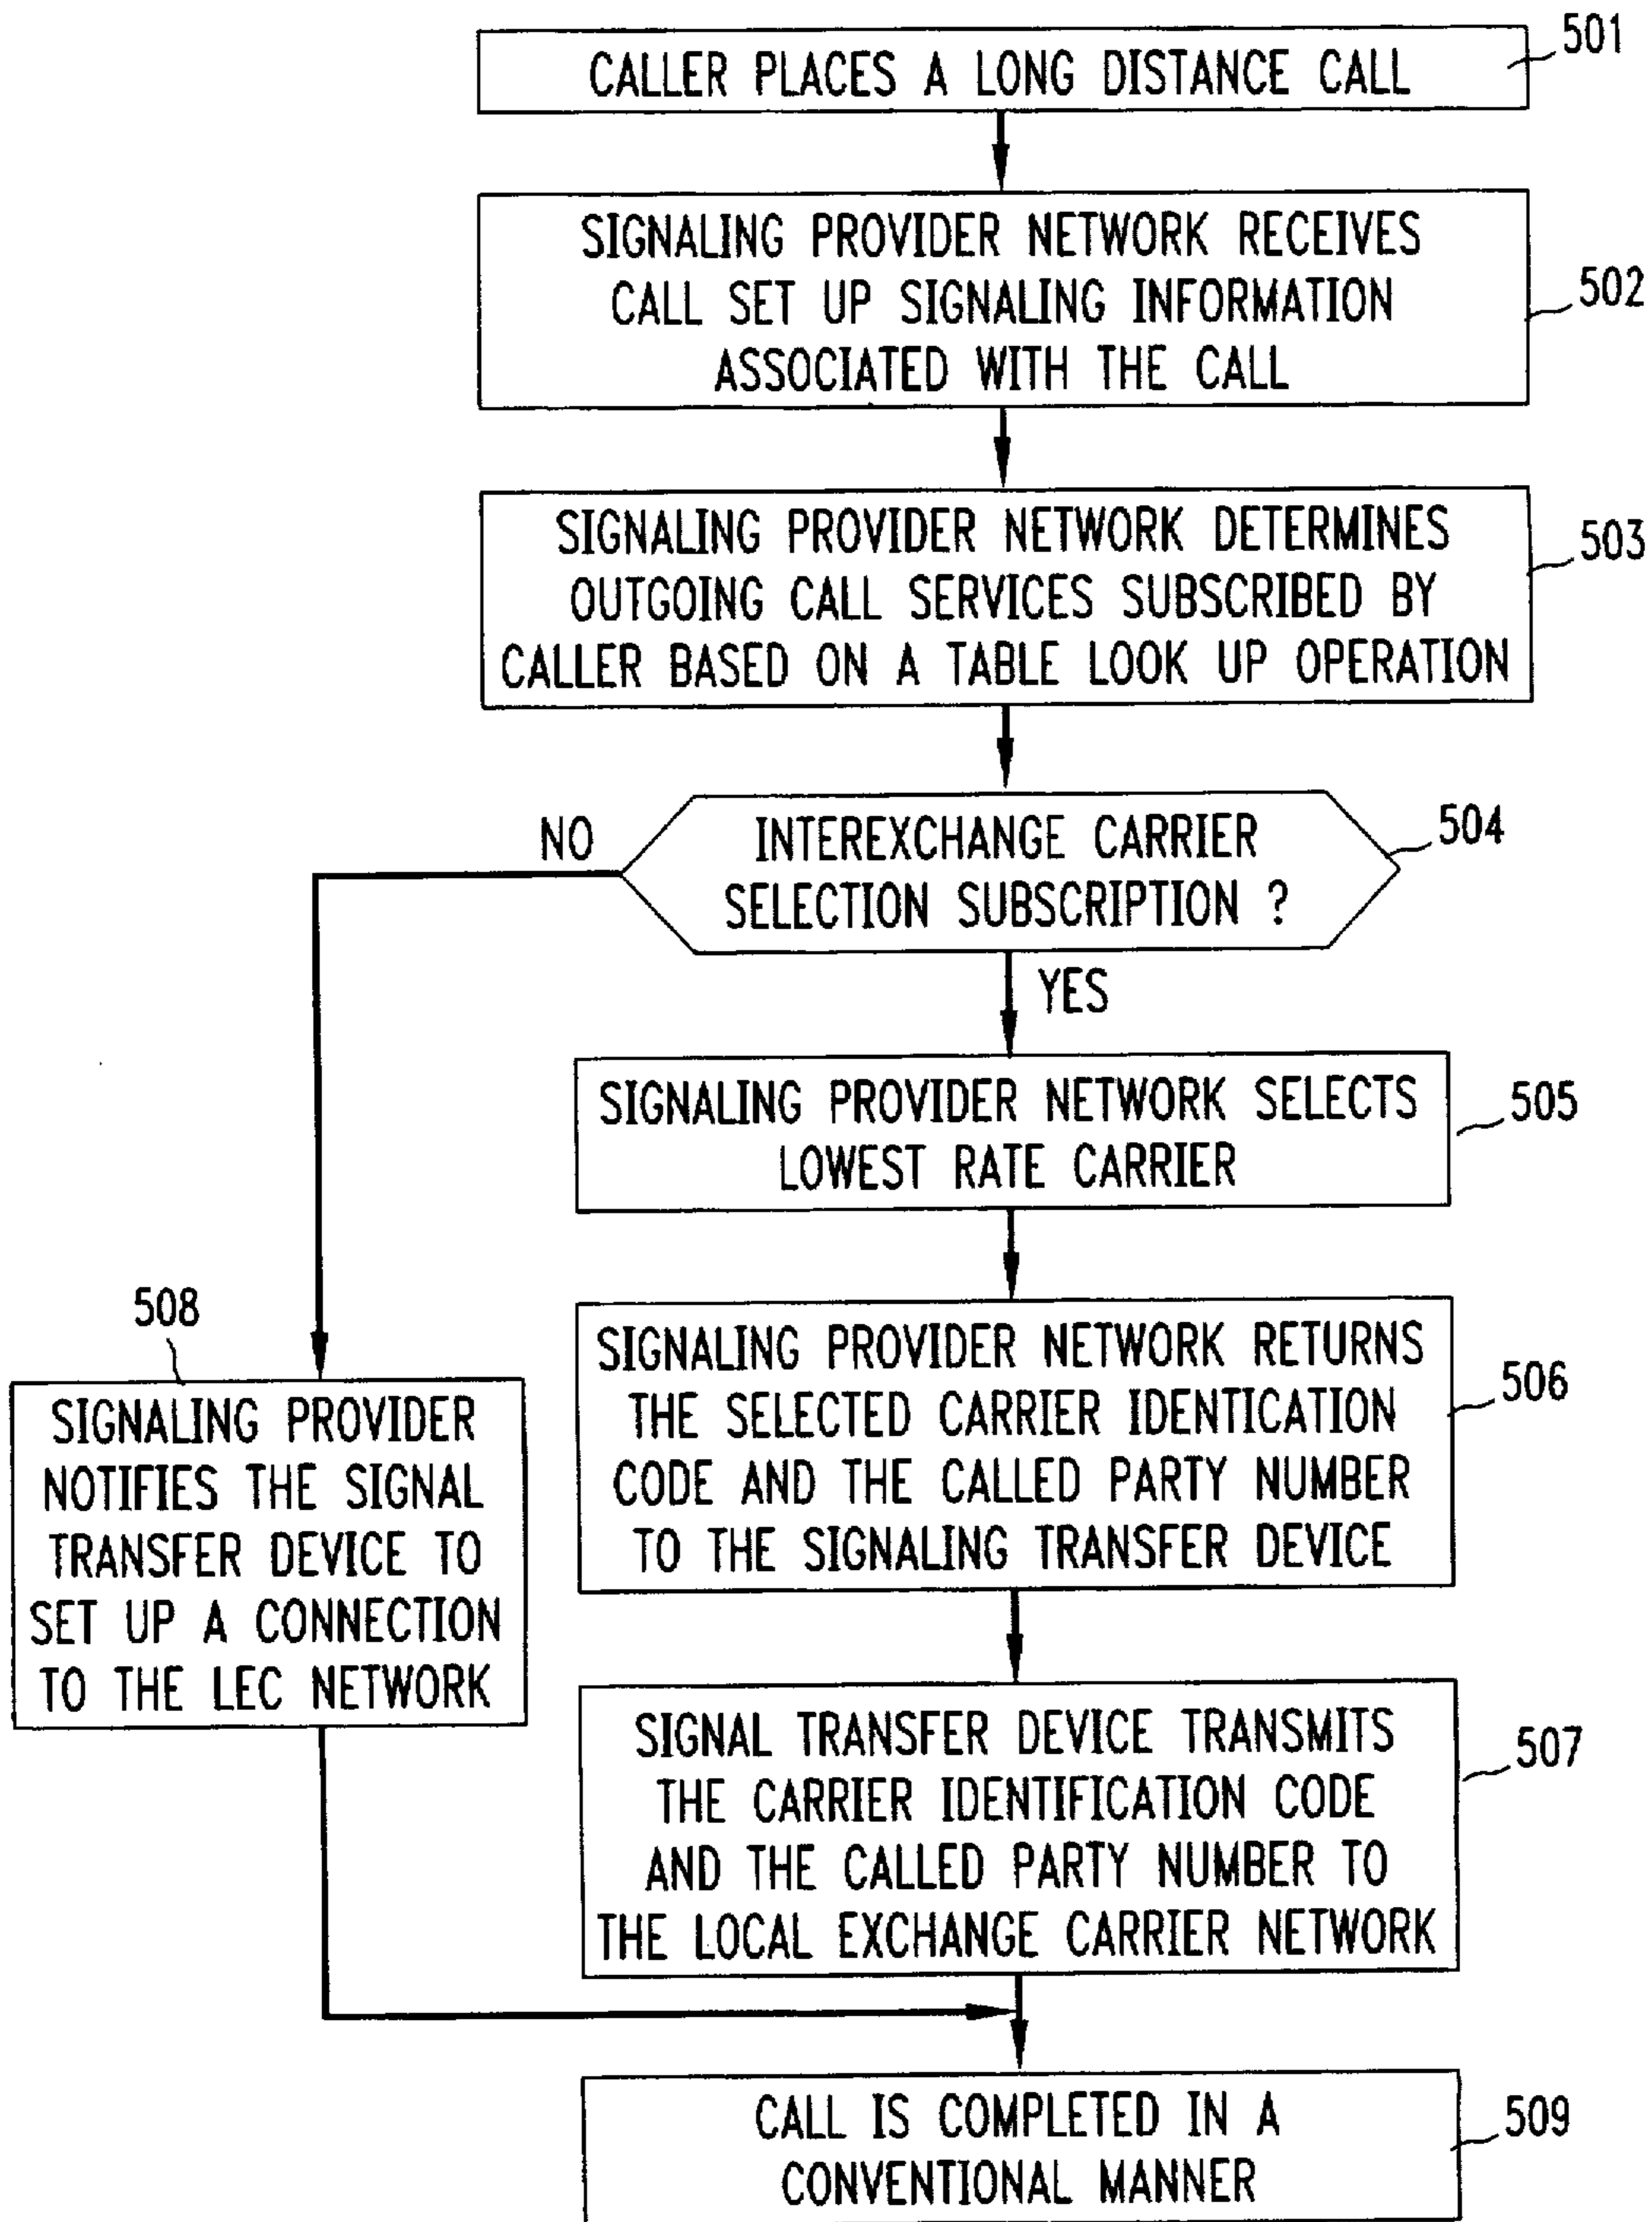 CALLER PLACES A LONG DISTANCE CALL
501
SIGNALING PROVIDER NETWORK RECEIVES
CALL SET UP SIGNALING INFORMATION
ASSOCIATED WITH THE CALL
502
SIGNALING PROVIDER NETWORK DETERMINES
OUTGOING CALL SERVICES SUBSCRIBED BY
CALLER BASED ON A TABLE LOOK UP OPERATION
503
INTEREXCHANGE CARRIER
SELECTION SUBSCRIPTION ?
504
NO
YES
SIGNALING PROVIDER NETWORK SELECTS
LOWEST RATE CARRIER
505
SIGNALING PROVIDER NETWORK RETURNS
THE SELECTED CARRIER IDENTICATION
CODE AND THE CALLED PARTY NUMBER
TO THE SIGNALING TRANSFER DEVICE
506
508
SIGNALING PROVIDER
NOTIFIES THE SIGNAL
TRANSFER DEVICE TO
SET UP A CONNECTION
TO THE LEC NETWORK
SIGNAL TRANSFER DEVICE TRANSMITS
THE CARRIER IDENTIFICATION CODE
AND THE CALLED PARTY NUMBER TO
THE LOCAL EXCHANGE CARRIER NETWORK
507
CALL IS COMPLETED IN A
CONVENTIONAL MANNER
509